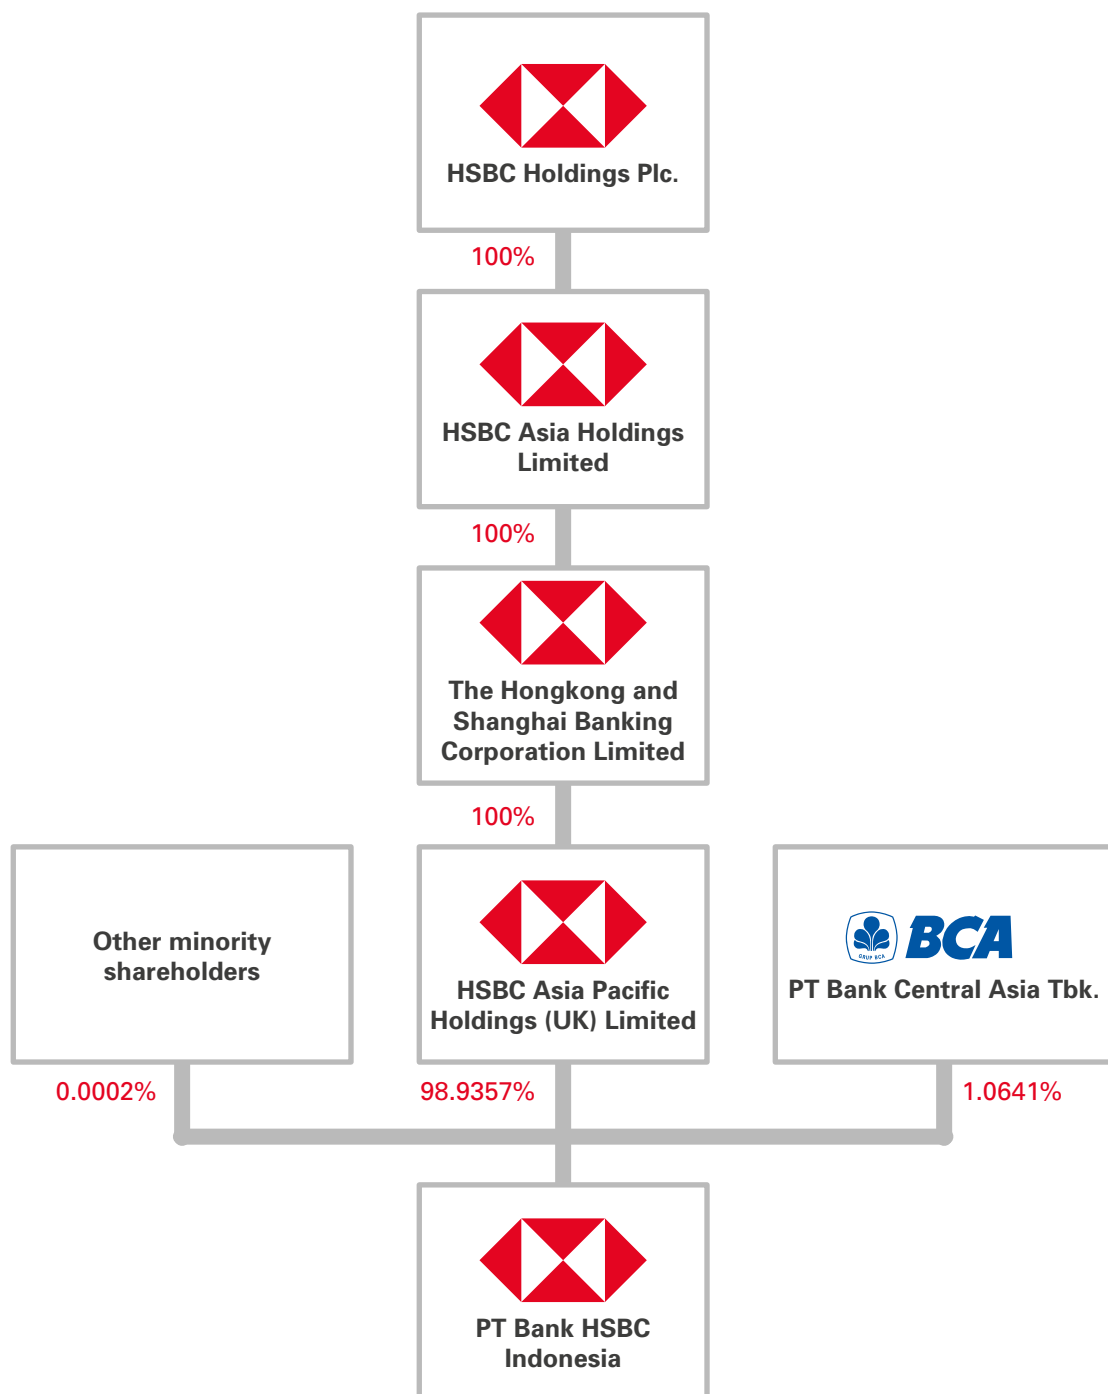 HSBC Holdings Plc.
100%
HSBC Asia Holdings
Limited
100%
The Hongkong and
Shanghai Banking
Corporation Limited
100%
Other minority
shareholders
HSBC Asia Pacific
Holdings (UK) Limited
GRUP BCA
BCA
PT Bank Central Asia Tbk.
0.0002%
98.9357%
1.0641%
PT Bank HSBC
Indonesia